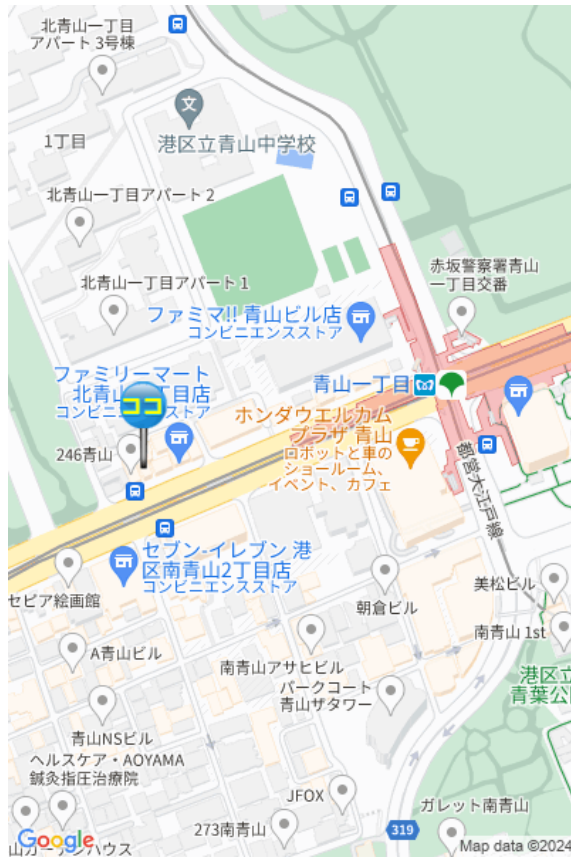 北青山一丁目
アパート 3号棟
文
港区立青山中学校
1丁目
北青山一丁目アパート 2
赤坂警察署青山
一丁目交番
北青山一丁目アパート 1
ファミマ!! 青山ビル店
コンビニエンスストア
ファミリーマート
北青山
丁目店
コンビニ
ストア
ココ
青山一丁目
ホンダウエルカム
プラザ 青山
ロボットと車の
ショールーム、
イベント、カフェ
246青山
都営大江戸線
セブン-イレブン 港
区南青山2丁目店
コンビニエンスストア
セピア絵画館
朝倉ビル
美松ビル
南青山 1st
A青山ビル
南青山アサヒビル
港区立
青葉公
パークコート
青山ザタワー
青山NSビル
ヘルスケア・AOYAMA
鍼灸指圧治療院
JFOX
ガレット南青山
273南青山
319
Google
Map data ©2024